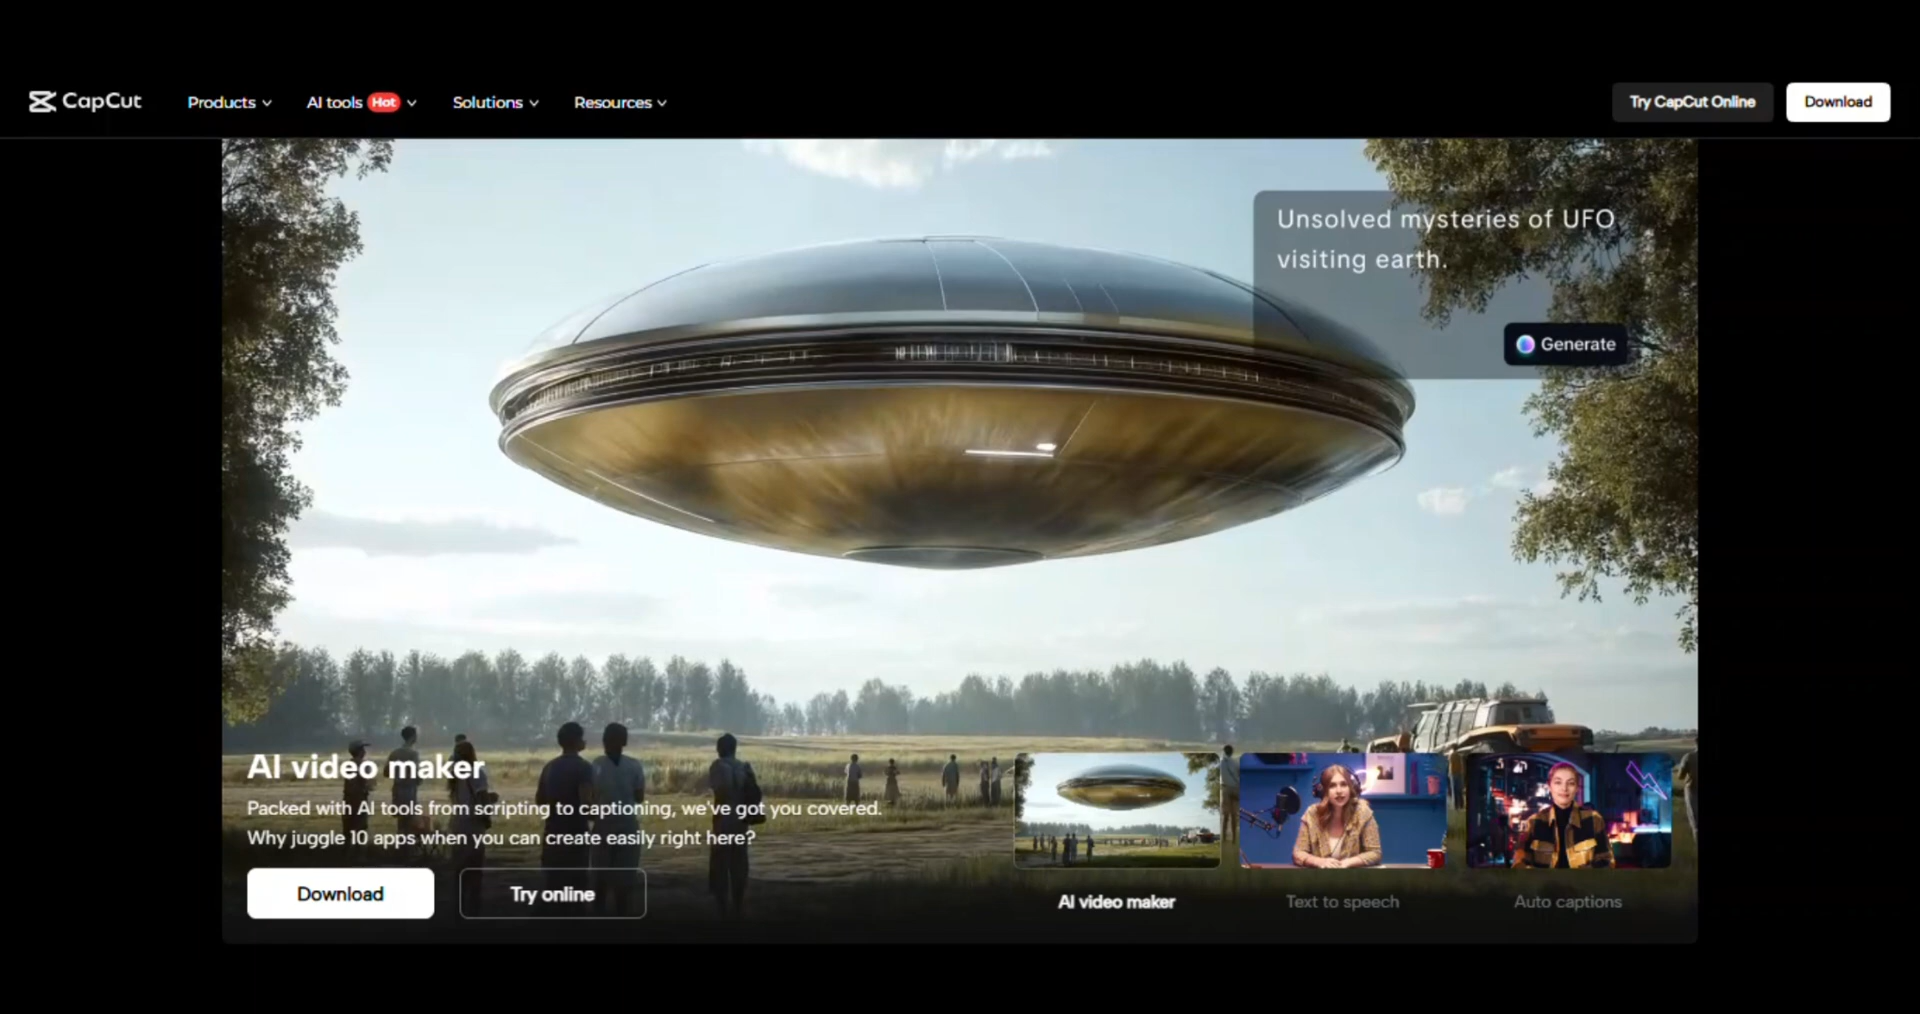 CapCut
Products
AI tools Hot
Solutions
Resources
Try CapCut Online
Download
Unsolved mysteries of UFO
visiting earth.
Generate
AI video maker
Packed with AI tools from scripting to captioning, we've got you covered.
Why juggle 10 apps when you can create easily right here?
Download
Try online
AI video maker
Text to speech
Auto captions